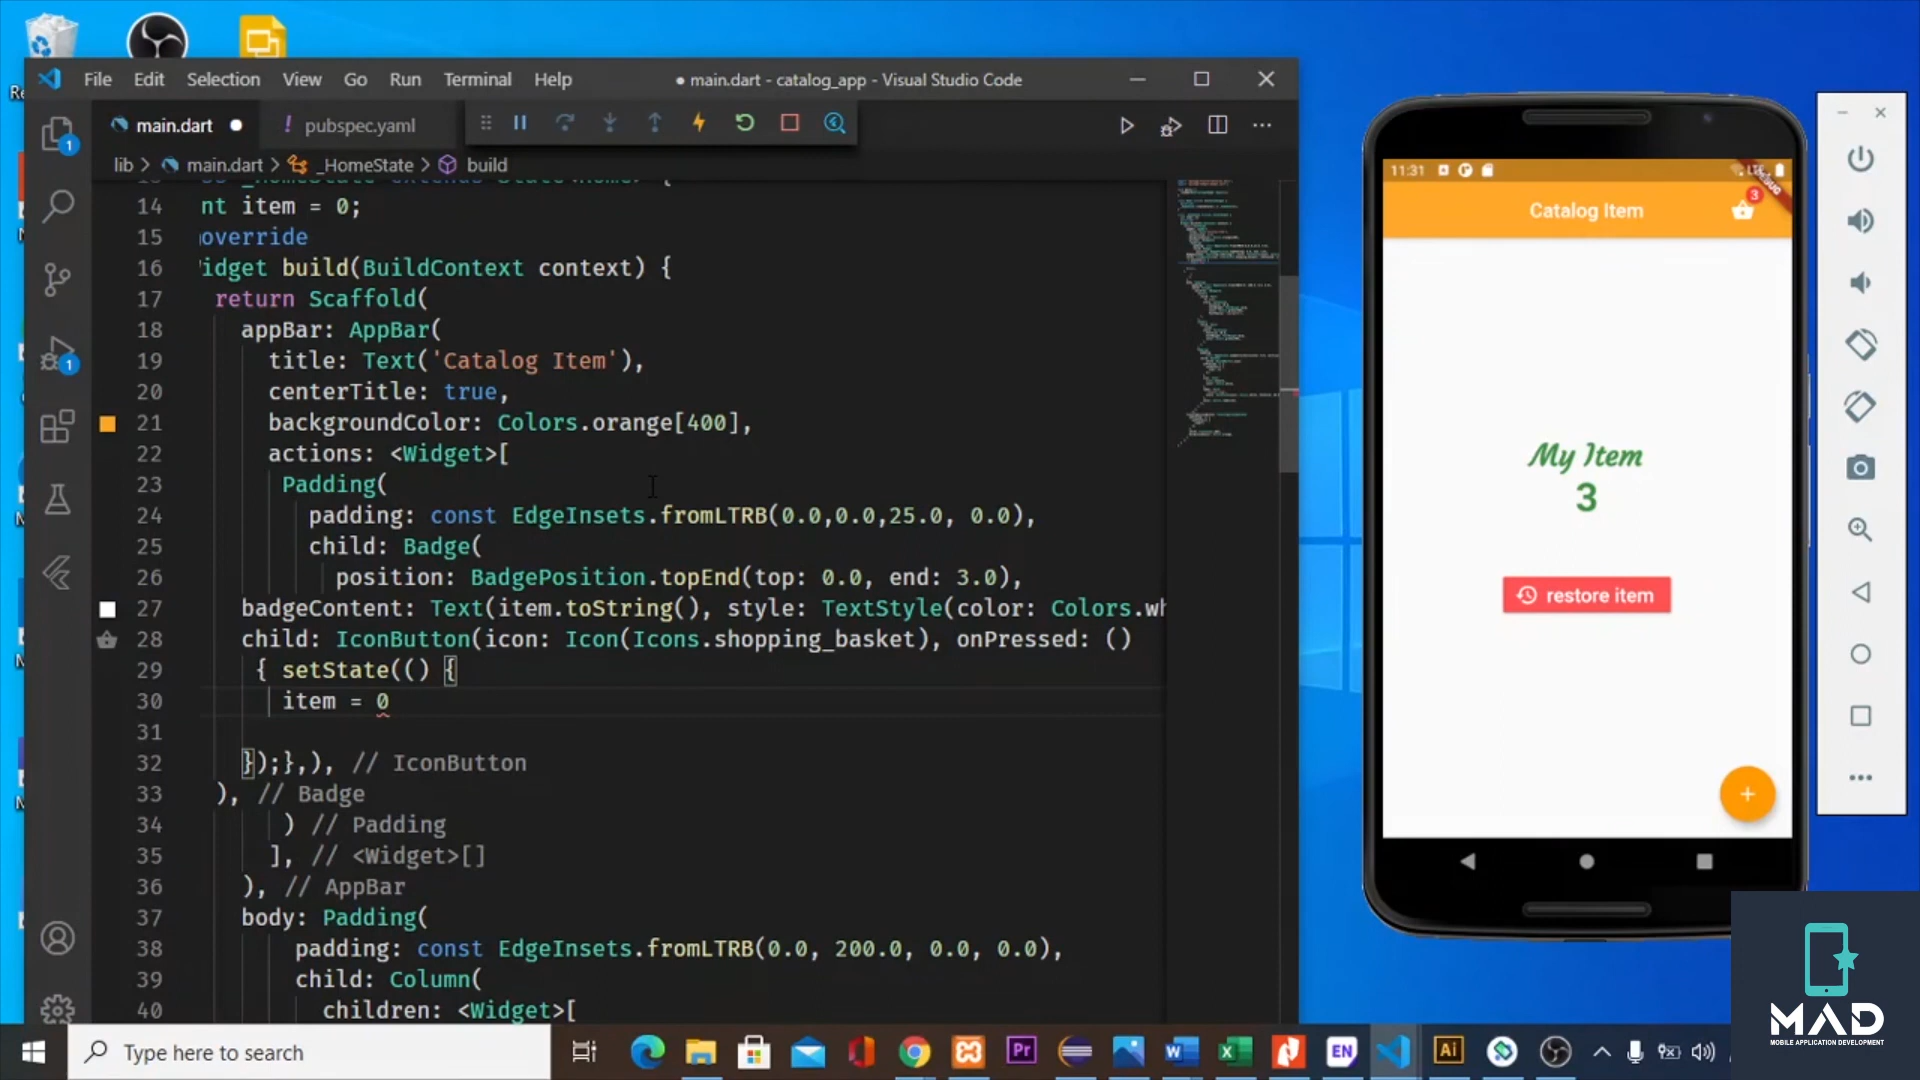 File Edit Selection View Go Run Terminal Help
● main.dart - catalog_app - Visual Studio Code
main.dart ● ! pubspec.yaml
lib > main.dart > _HomeState > build
14 nt item = 0;
15 override
16 idget build(BuildContext context) {
17 return Scaffold(
18 appBar: AppBar(
19 title: Text('Catalog Item'),
20 centerTitle: true,
21 backgroundColor: Colors.orange[400],
22 actions: <Widget>[
23 Padding(
24 padding: const EdgeInsets.fromLTRB(0.0,0.0,25.0, 0.0),
25 child: Badge(
26 position: BadgePosition.topEnd(top: 0.0, end: 3.0),
27 badgeContent: Text(item.toString(), style: TextStyle(color: Colors.wh
28 child: IconButton(icon: Icon(Icons.shopping_basket), onPressed: ()
29 { setState(() {
30 item = 0
31
32 });},), // IconButton
33 ), // Badge
34 ) // Padding
35 ], // <Widget>[]
36 ), // AppBar
37 body: Padding(
38 padding: const EdgeInsets.fromLTRB(0.0, 200.0, 0.0, 0.0),
39 child: Column(
40 children: <Widget>[
1
1
11:31
Catalog Item
3
My Item
3
restore item
+
MAD
MOBILE APPLICATION DEVELOPMENT
Type here to search
Pr
EN
Ai